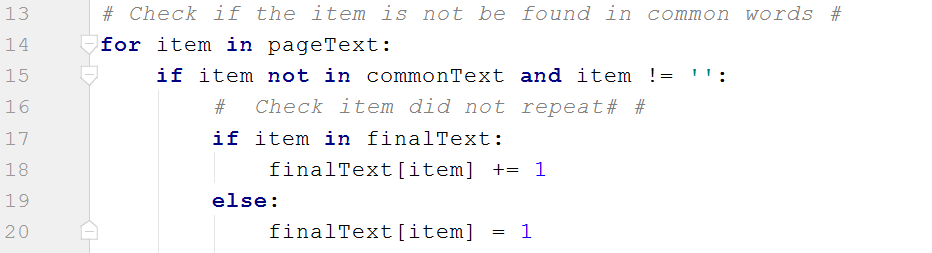 13 # Check if the item is not be found in common words #
14 for item in pageText:
15 if item not in commonText and item != '':
16 #  Check item did not repeat# #
17 if item in finalText:
18 finalText[item] += 1
19 else:
20 finalText[item] = 1